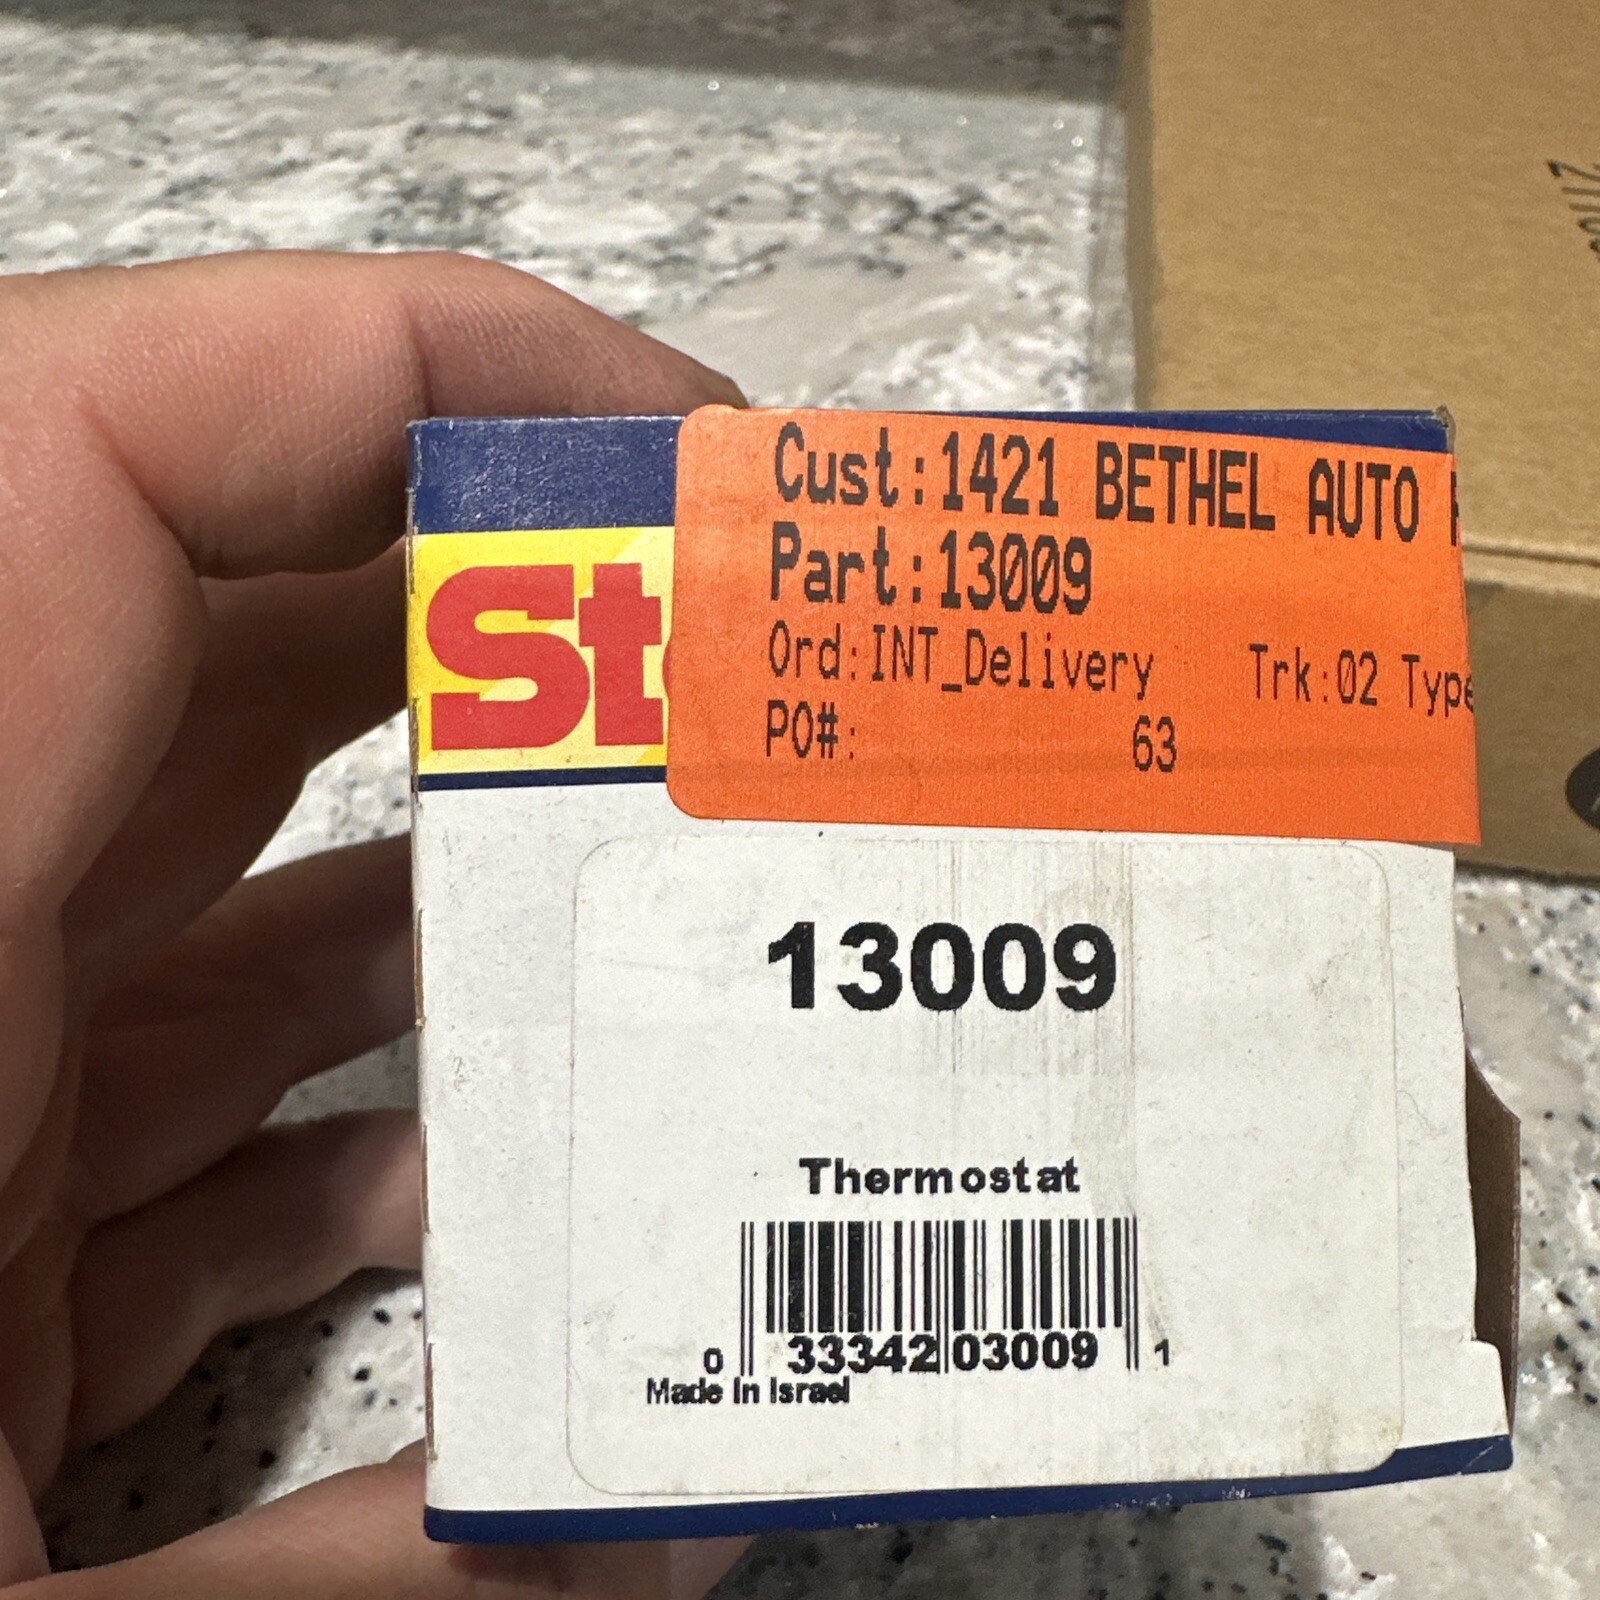 Cust:1421 BETHEL AUTO
Part:13009
Ord:INT_Delivery Trk:02 Type
PO#: 63
St
13009
Thermostat
0 33342 03009 1
Made In Israel